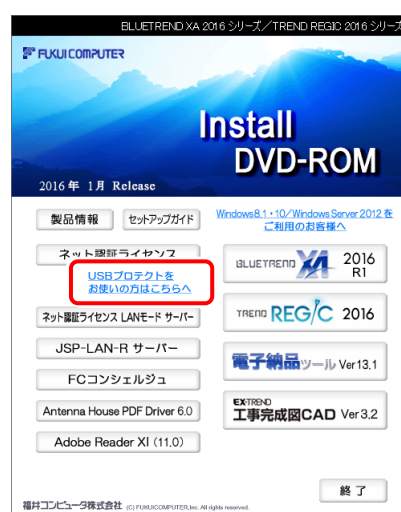 BLUETREND XA 2016 シリーズ／TREND REGIC 2016 シリーズ
FUKUI COMPUTER
Install
DVD-ROM
2016 年 1月 Release
製品情報
セットアップガイド
Windows8.1・10／Windows Server 2012 を
ご利用のお客様へ
ネット認証ライセンス
USBプロテクトを
お使いの方はこちらへ
BLUETREND XA 2016
R1
ネット認証ライセンス LANモード サーバー
TREND REGIC 2016
JSP-LAN-R サーバー
電子納品ツール Ver13.1
FCコンシェルジュ
Antenna House PDF Driver 6.0
EX-TREND
工事完成図CAD Ver3.2
Adobe Reader XI (11.0)
終 了
福井コンピュータ株式会社 (C) FUKUICOMPUTER,Inc. All rights reserved.